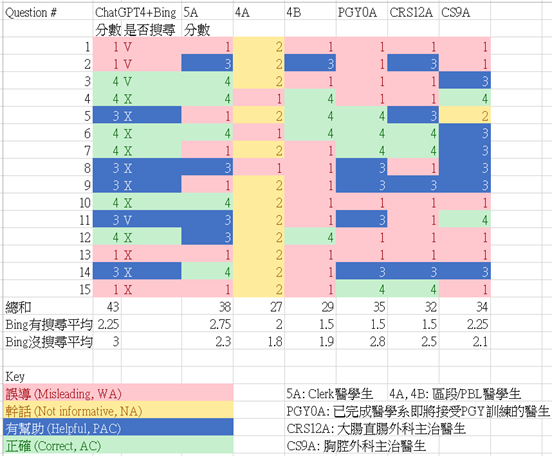 Question # ChatGPT4+Bing 5A 4A 4B PGY0A CRS12A CS9A
分數 是否搜尋 分數
1 1 V 1 2 1 1 1 1
2 1 V 3 2 3 1 3 1
3 4 V 4 2 1 1 1 3
4 4 X 4 1 4 1 1 4
5 3 X 1 2 4 4 3 2
6 4 X 4 1 4 4 4 3
7 4 X 1 2 1 4 4 3
8 3 X 3 1 1 3 1 3
9 3 X 1 2 1 3 3 3
10 4 X 4 2 1 1 1 1
11 3 V 3 2 1 3 1 4
12 4 X 3 2 4 1 1 1
13 1 X 1 2 1 1 1 1
14 3 X 4 2 1 3 3 3
15 1 X 1 2 1 4 4 1
總和 43 38 27 29 35 32 34
Bing有搜尋平均 2.25 2.75 2 1.5 1.5 1.5 2.25
Bing沒搜尋平均 3 2.3 1.8 1.9 2.8 2.5 2.1
Key
誤導 (Misleading, WA) 5A: Clerk醫學生 4A, 4B: 區段/PBL醫學生
幹話 (Not informative, NA) PGY0A: 已完成醫學系即將接受PGY訓練的醫生
有幫助 (Helpful, PAC) CRS12A: 大腸直腸外科主治醫生
正確 (Correct, AC) CS9A: 胸腔外科主治醫生